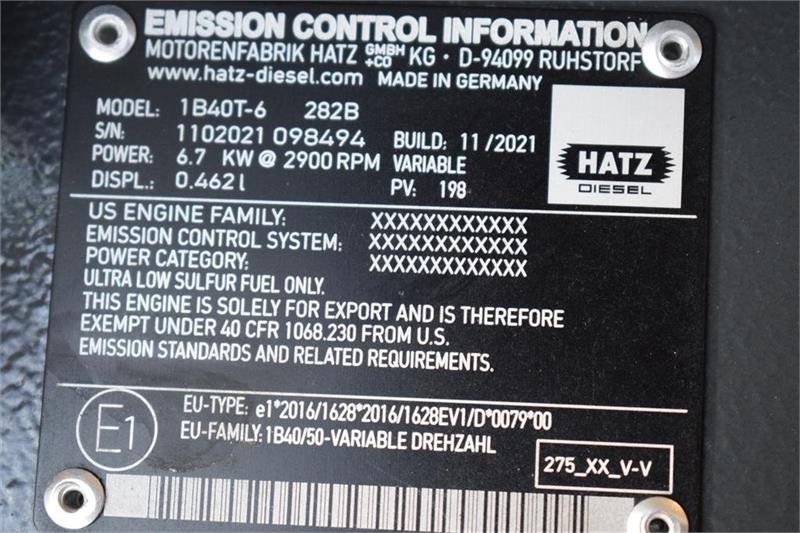 EMISSION CONTROL INFORMATION
MOTORENFABRIK HATZ GMBH +CO KG · D-94099 RUHSTORF
www.hatz-diesel.com MADE IN GERMANY
MODEL: 1B40T-6 282B
S/N: 1102021 098494 BUILD: 11/2021
POWER: 6.7 KW @ 2900 RPM VARIABLE
DISPL.: 0.462 l PV: 198
HATZ
DIESEL
US ENGINE FAMILY: XXXXXXXXXXXX
EMISSION CONTROL SYSTEM: XXXXXXXXXXXX
POWER CATEGORY: XXXXXXXXXXXX
ULTRA LOW SULFUR FUEL ONLY.
THIS ENGINE IS SOLELY FOR EXPORT AND IS THEREFORE
EXEMPT UNDER 40 CFR 1068.230 FROM U.S.
EMISSION STANDARDS AND RELATED REQUIREMENTS.
E1
EU-TYPE: e1*2016/1628*2016/1628EV1/D*0079*00
EU-FAMILY: 1B40/50-VARIABLE DREHZAHL
275_XX_V-V